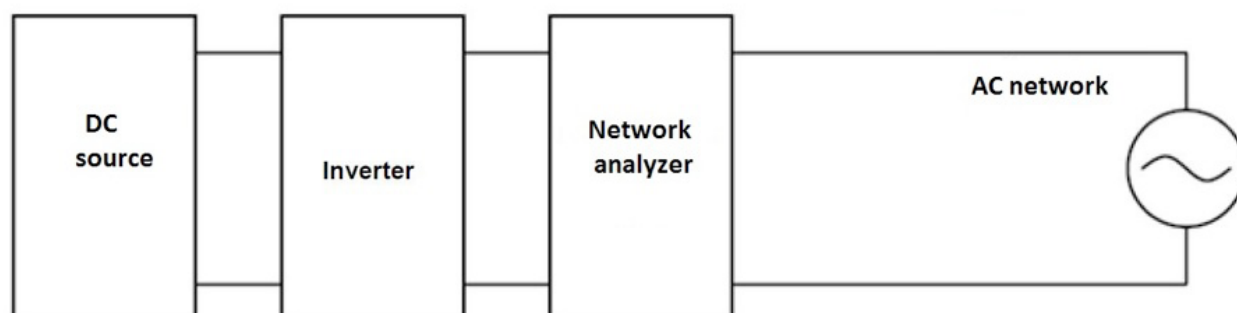 DC
source
Inverter
Network
analyzer
AC network